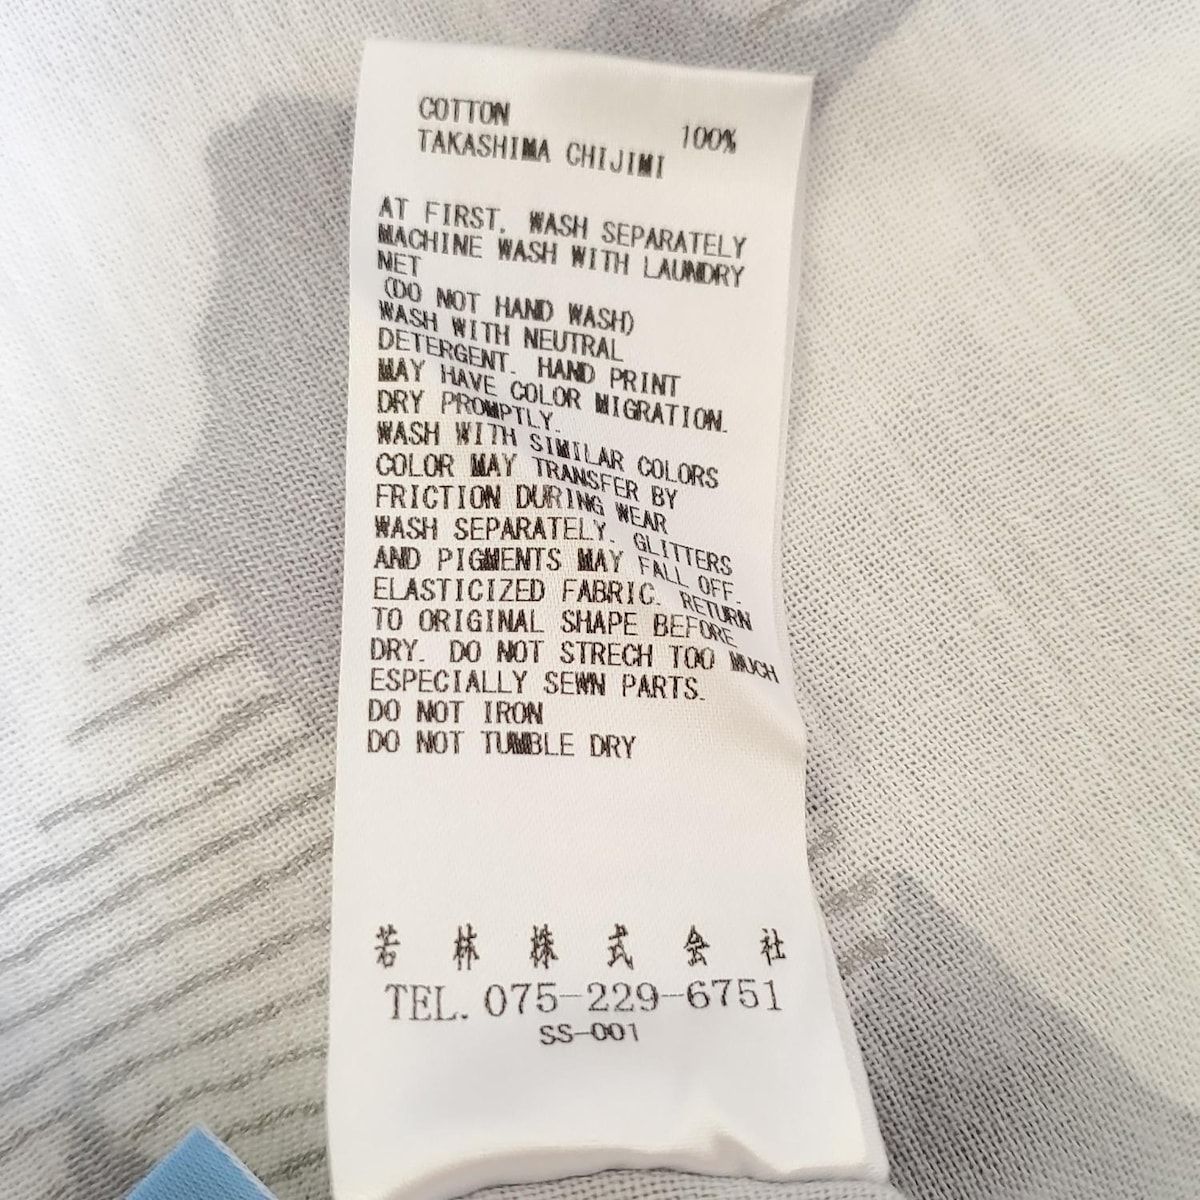 COTTON 100%
TAKASHIMA CHIJIMI
AT FIRST, WASH SEPARATELY
MACHINE WASH WITH LAUNDRY
NET
(DO NOT HAND WASH)
WASH WITH NEUTRAL
DETERGENT. HAND PRINT
MAY HAVE COLOR MIGRATION.
DRY PROMPTLY.
WASH WITH SIMILAR COLORS
COLOR MAY TRANSFER BY
FRICTION DURING WEAR
WASH SEPARATELY. GLITTERS
AND PIGMENTS MAY FALL OFF.
ELASTICIZED FABRIC. RETURN
TO ORIGINAL SHAPE BEFORE
DRY. DO NOT STRECH TOO MUCH
ESPECIALLY SEWN PARTS.
DO NOT IRON
DO NOT TUMBLE DRY
若林株式会社
TEL. 075-229-6751
SS-001